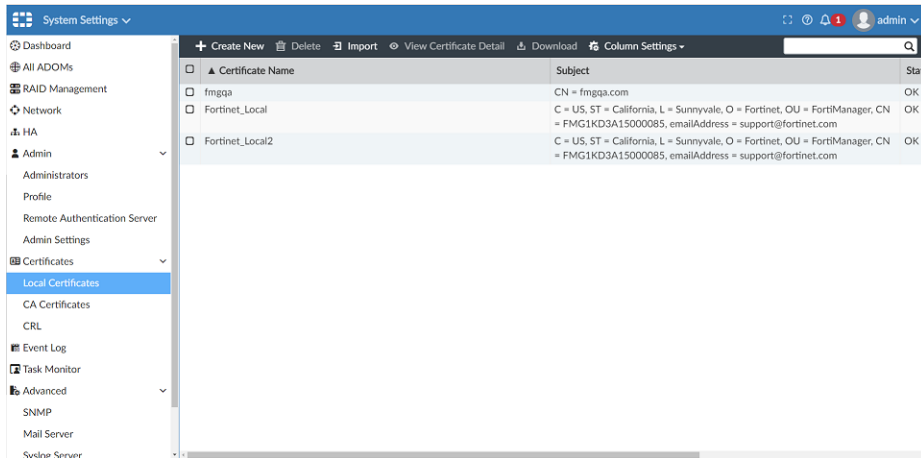 System Settings
1
admin
Dashboard
All ADOMs
RAID Management
Network
HA
Admin
Administrators
Profile
Remote Authentication Server
Admin Settings
Certificates
Local Certificates
CA Certificates
CRL
Event Log
Task Monitor
Advanced
SNMP
Mail Server
Syslog Server
Create New Delete Import View Certificate Detail Download Column Settings
Certificate Name Subject Sta
fmgqa CN = fmgqa.com OK
Fortinet_Local C = US, ST = California, L = Sunnyvale, O = Fortinet, OU = FortiManager, CN OK
= FMG1KD3A15000085, emailAddress = support@fortinet.com
Fortinet_Local2 C = US, ST = California, L = Sunnyvale, O = Fortinet, OU = FortiManager, CN OK
= FMG1KD3A15000085, emailAddress = support@fortinet.com